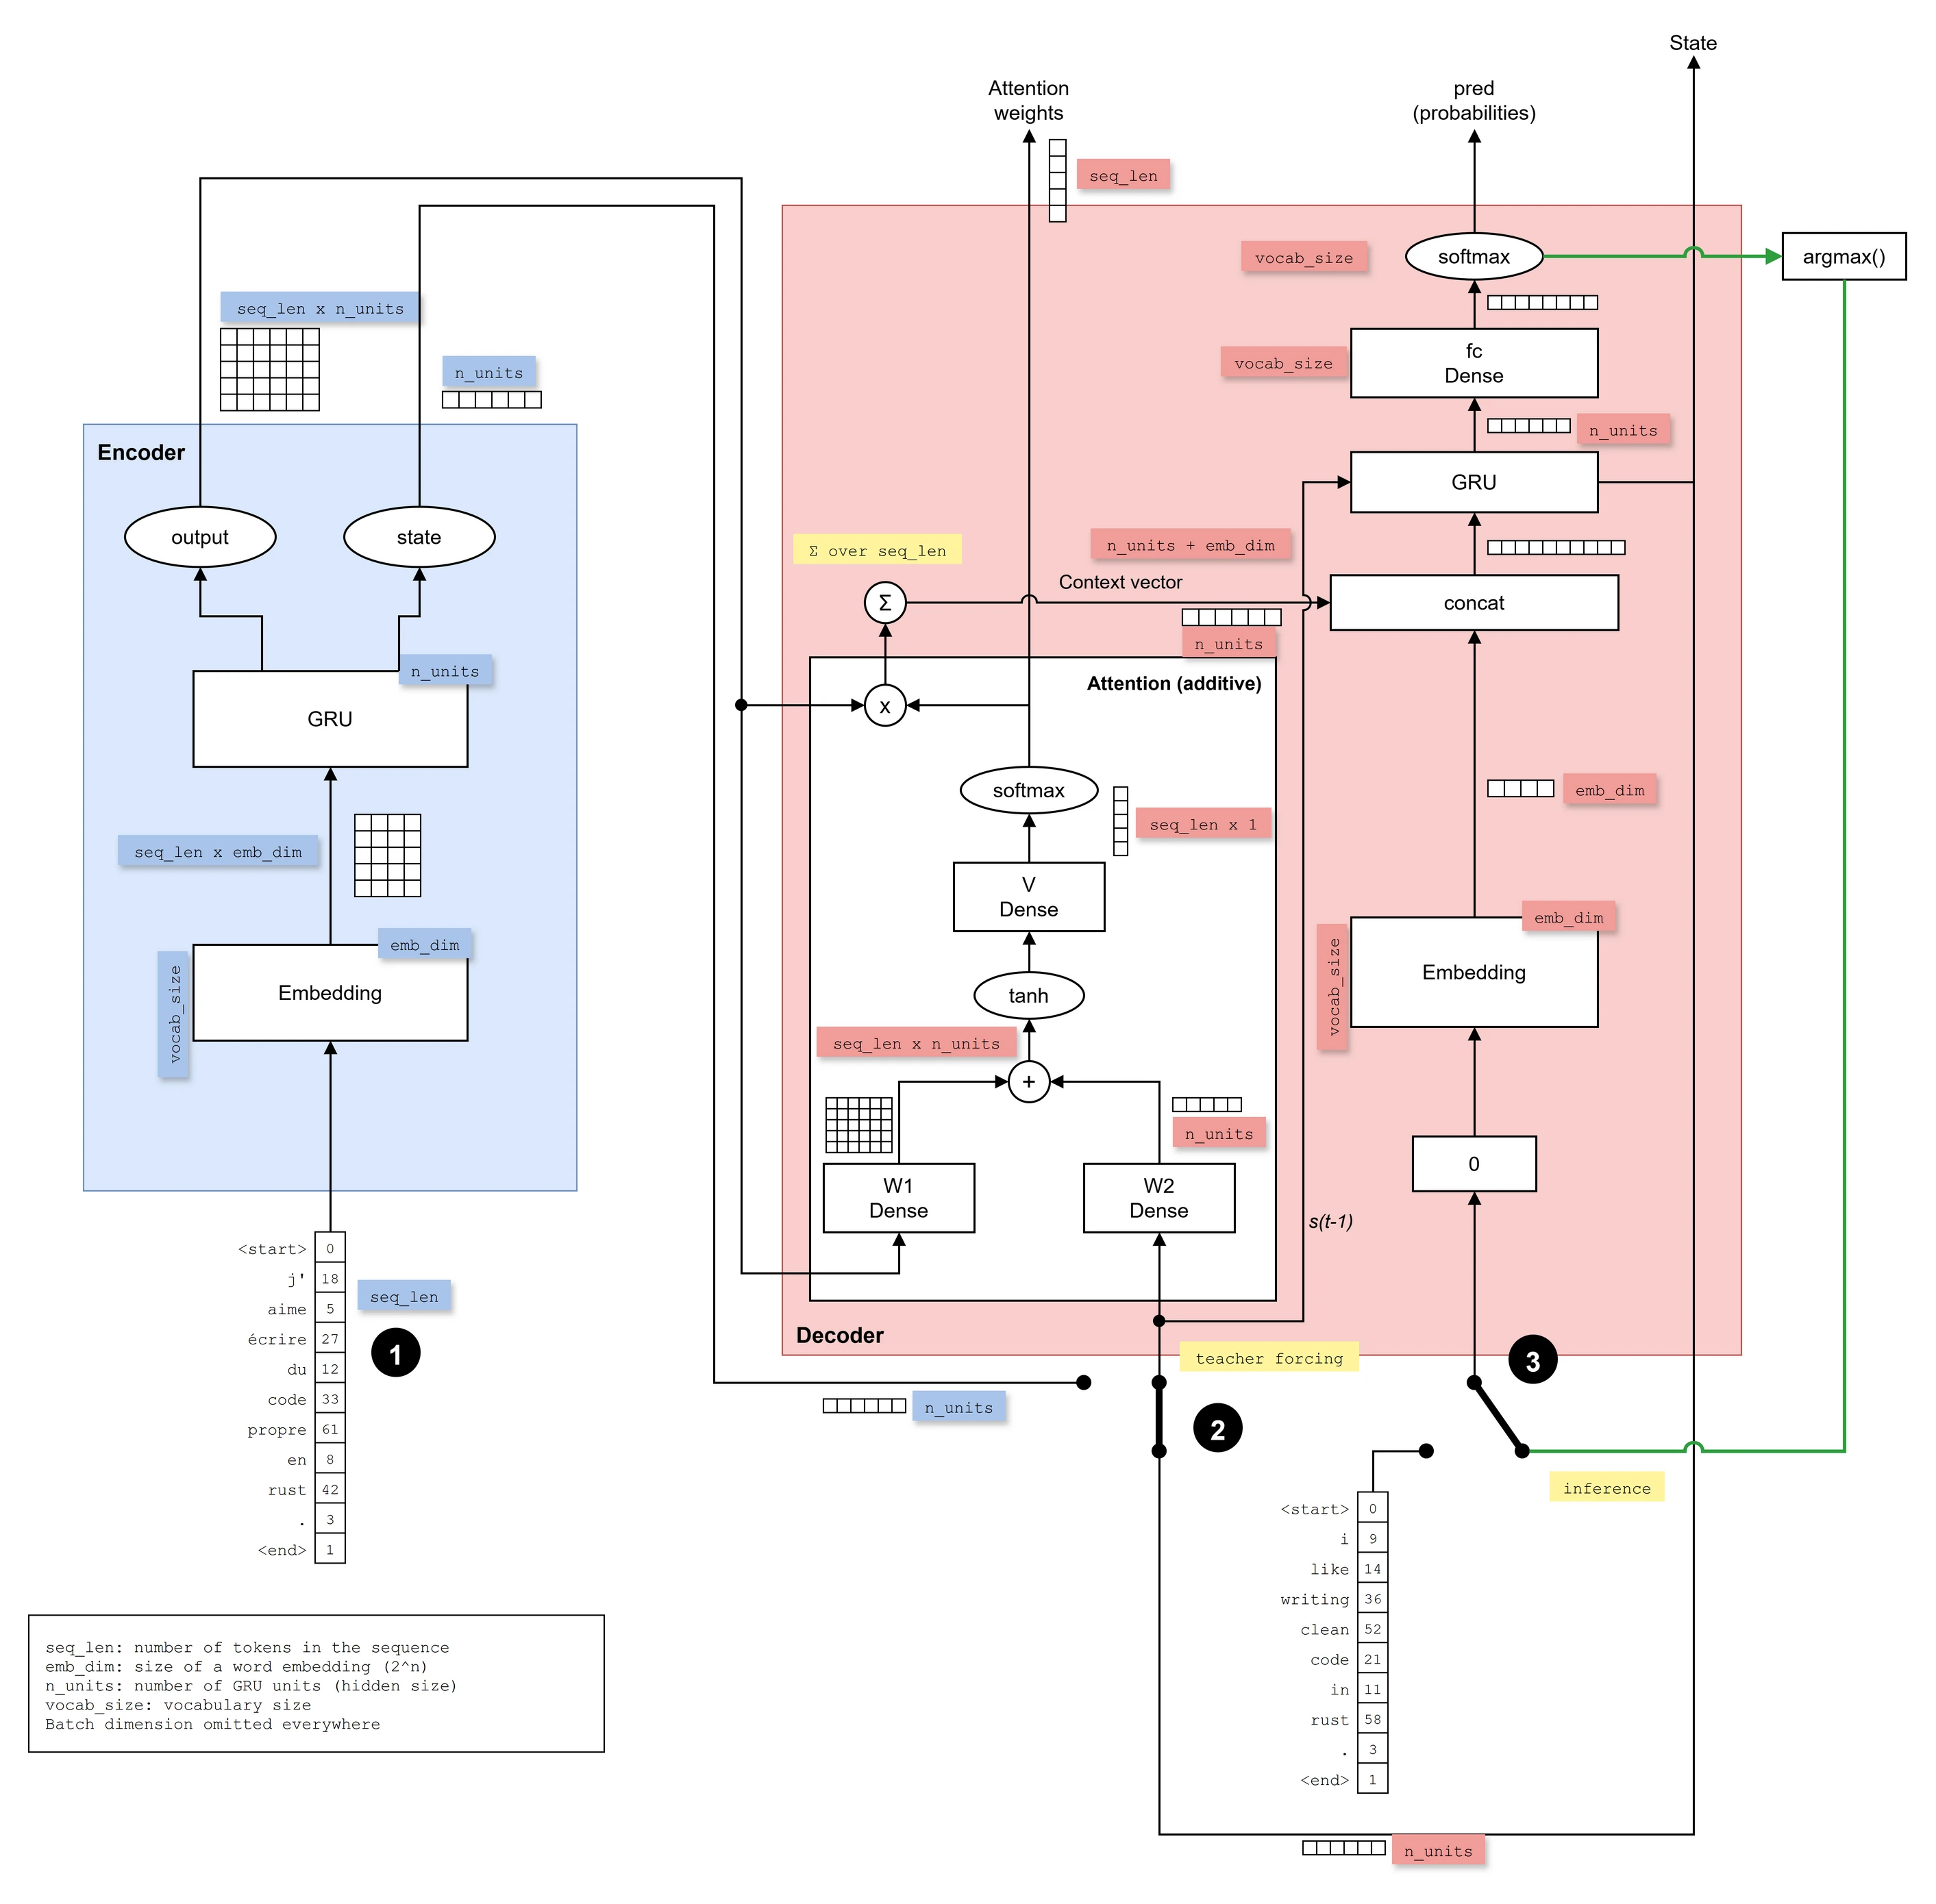 State
Attention
weights
pred
(probabilities)
seq_len
vocab_size
softmax
argmax()
seq_len x n_units
n_units
fc
Dense
vocab_size
n_units
Encoder
GRU
output
state
Σ over seq_len
n_units + emb_dim
Σ
Context vector
concat
n_units
n_units
GRU
Attention (additive)
x
softmax
seq_len x 1
emb_dim
seq_len x emb_dim
V
Dense
emb_dim
vocab_size
Embedding
emb_dim
vocab_size
Embedding
tanh
seq_len x n_units
+
n_units
W1
Dense
W2
Dense
0
s(t-1)
<start> 0
j' 18
aime 5
écrire 27
du 12
code 33
propre 61
en 8
rust 42
. 3
<end> 1
seq_len
1
Decoder
teacher forcing
3
n_units
2
inference
<start> 0
i 9
like 14
writing 36
clean 52
code 21
in 11
rust 58
. 3
<end> 1
seq_len: number of tokens in the sequence
emb_dim: size of a word embedding (2^n)
n_units: number of GRU units (hidden size)
vocab_size: vocabulary size
Batch dimension omitted everywhere
n_units